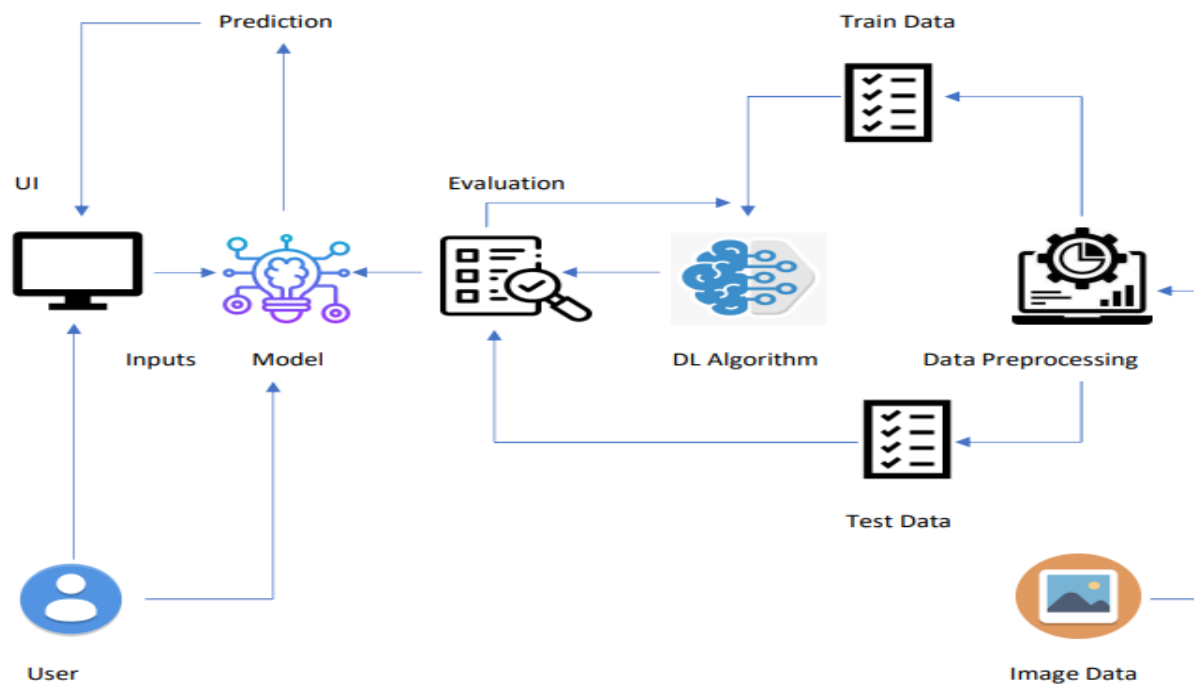 Prediction
Train Data
UI
Evaluation
Inputs
Model
DL Algorithm
Data Preprocessing
Test Data
User
Image Data